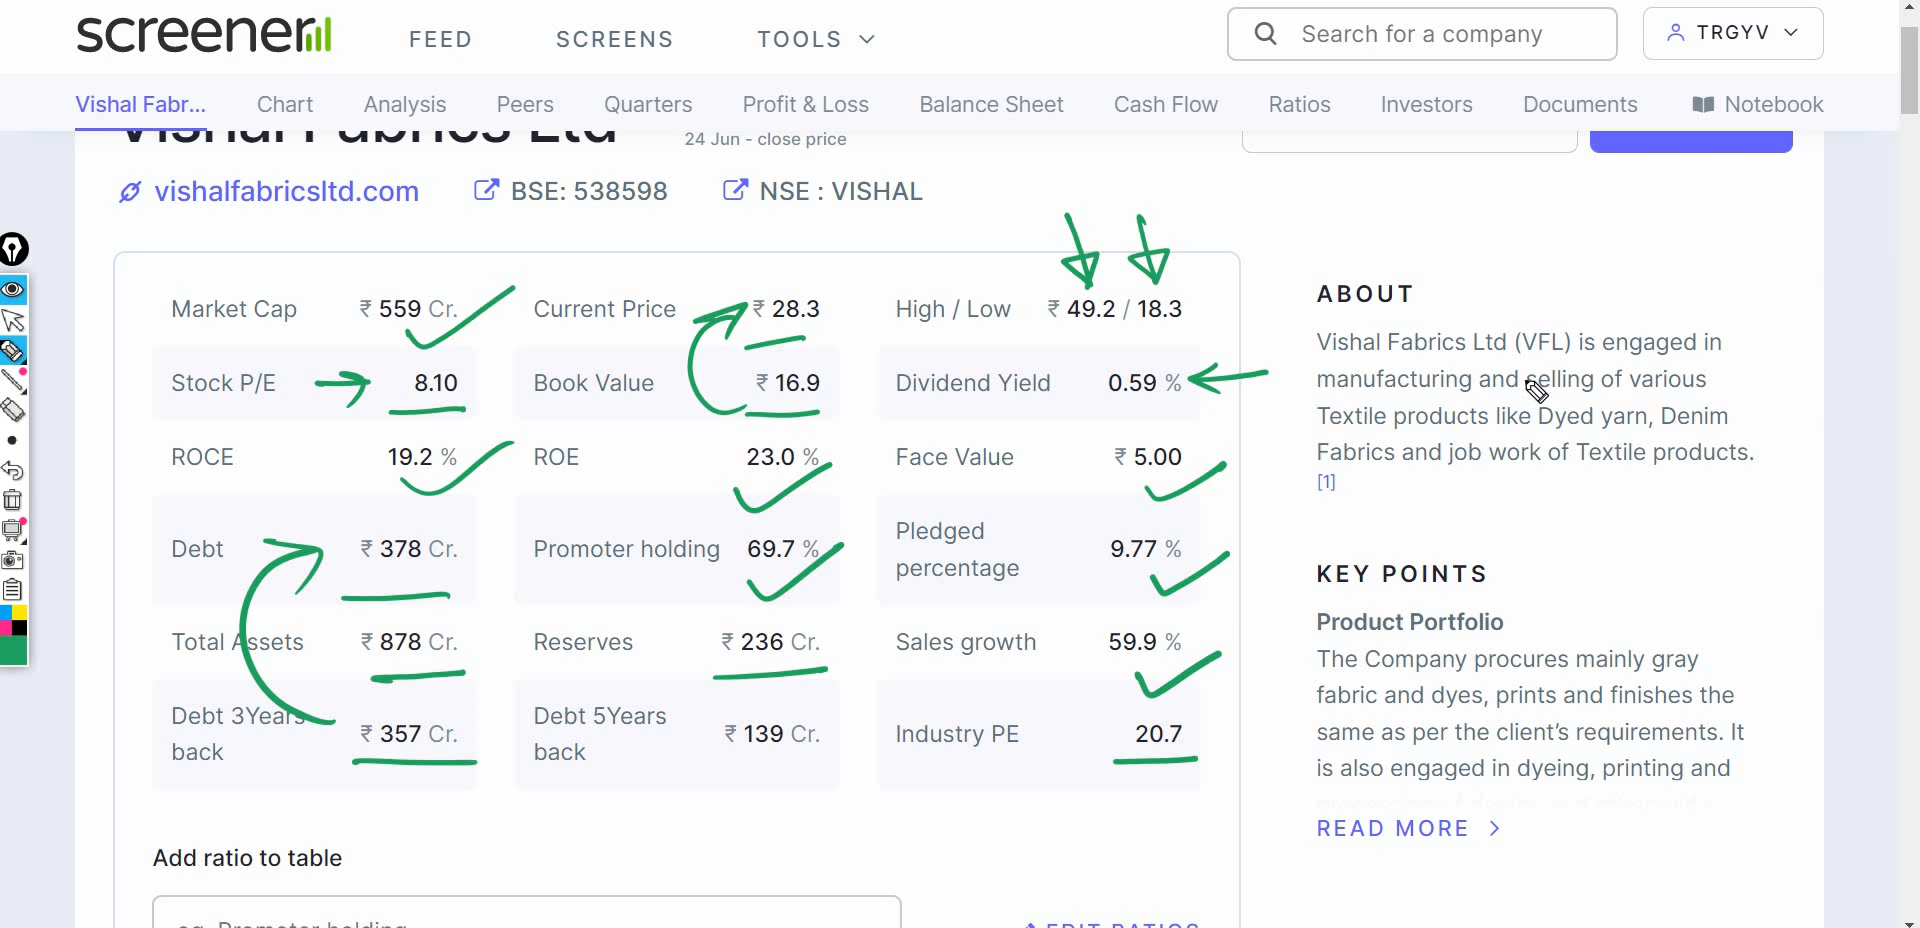 screener
FEED SCREENS TOOLS
Search for a company
TRGYV
Vishal Fabr... Chart Analysis Peers Quarters Profit & Loss Balance Sheet Cash Flow Ratios Investors Documents Notebook
Vishal Fabrics Ltd
24 Jun - close price
vishalfabricsltd.com BSE: 538598 NSE : VISHAL
Market Cap ₹ 559 Cr. Current Price ₹ 28.3 High / Low ₹ 49.2 / 18.3
Stock P/E 8.10 Book Value ₹ 16.9 Dividend Yield 0.59 %
ROCE 19.2 % ROE 23.0 % Face Value ₹ 5.00
Debt ₹ 378 Cr. Promoter holding 69.7 % Pledged percentage 9.77 %
Total Assets ₹ 878 Cr. Reserves ₹ 236 Cr. Sales growth 59.9 %
Debt 3Years back ₹ 357 Cr. Debt 5Years back ₹ 139 Cr. Industry PE 20.7
Add ratio to table
eg. Promoter holding
EDIT RATIOS
ABOUT
Vishal Fabrics Ltd (VFL) is engaged in
manufacturing and selling of various
Textile products like Dyed yarn, Denim
Fabrics and job work of Textile products.
[1]
KEY POINTS
Product Portfolio
The Company procures mainly gray
fabric and dyes, prints and finishes the
same as per the client's requirements. It
is also engaged in dyeing, printing and
READ MORE